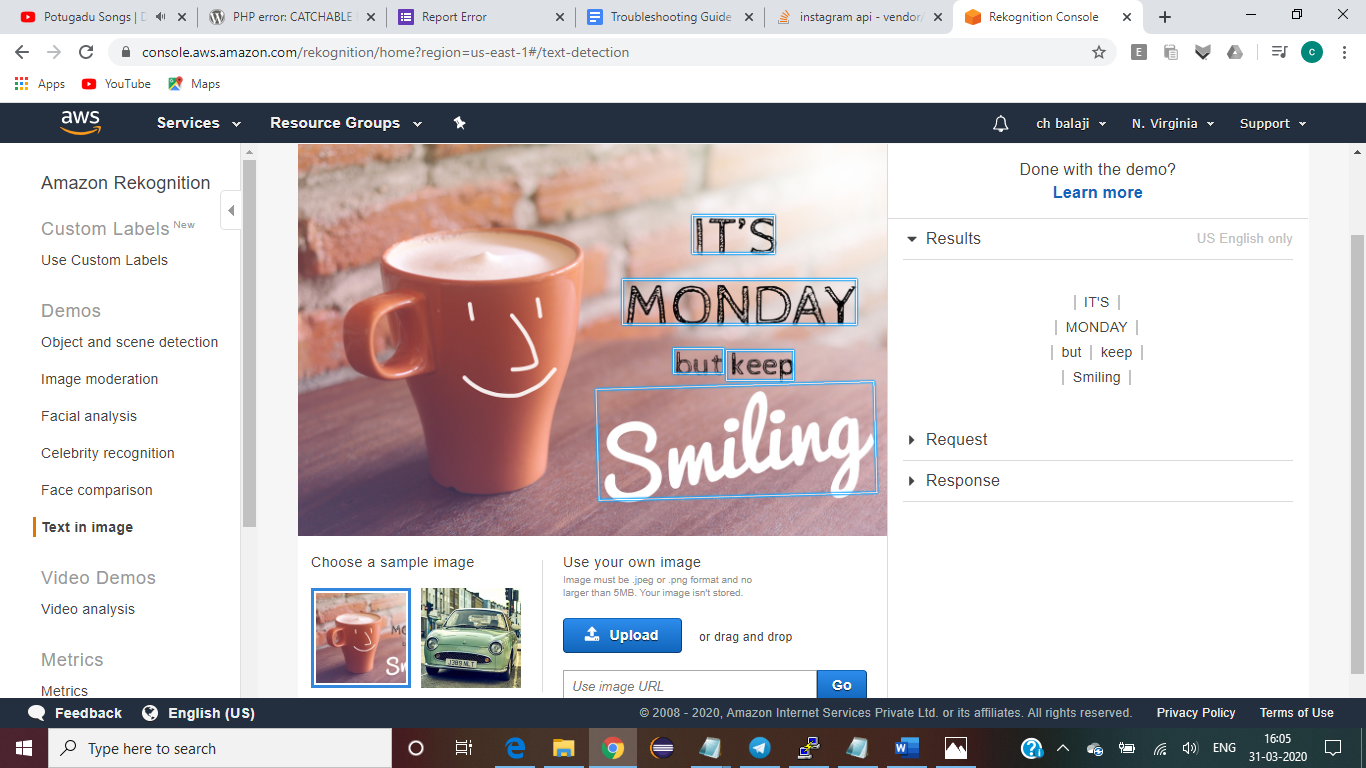 Potugadu Songs | D
PHP error: CATCHABLE
Report Error
Troubleshooting Guide
instagram api - vendor/
Rekognition Console
console.aws.amazon.com/rekognition/home?region=us-east-1#/text-detection
E
c
Apps
YouTube
Maps
aws
Services
Resource Groups
ch balaji
N. Virginia
Support
Amazon Rekognition
Custom Labels New
Use Custom Labels
Demos
Object and scene detection
Image moderation
Facial analysis
Celebrity recognition
Face comparison
Text in image
Video Demos
Video analysis
Metrics
Metrics
IT'S
MONDAY
but keep
Smiling
Choose a sample image
J389 NLT
Use your own image
Image must be .jpeg or .png format and no
larger than 5MB. Your image isn't stored.
Upload
or drag and drop
Use image URL
Go
Done with the demo?
Learn more
Results
US English only
| IT'S |
| MONDAY |
| but | keep |
| Smiling |
Request
Response
Feedback
English (US)
© 2008 - 2020, Amazon Internet Services Private Ltd. or its affiliates. All rights reserved.
Privacy Policy
Terms of Use
Type here to search
ENG
16:05
31-03-2020